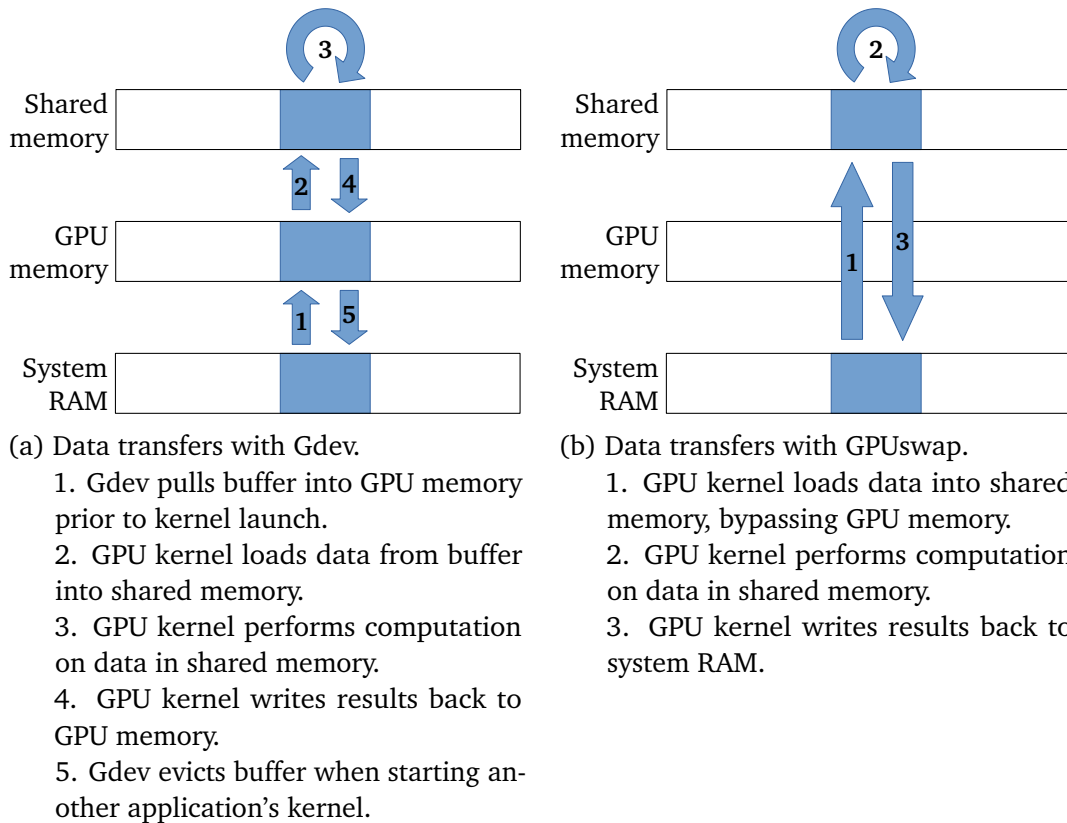 3
Shared
memory
2
4
GPU
memory
1
5
System
RAM
(a) Data transfers with Gdev.
1. Gdev pulls buffer into GPU memory
prior to kernel launch.
2. GPU kernel loads data from buffer
into shared memory.
3. GPU kernel performs computation
on data in shared memory.
4. GPU kernel writes results back to
GPU memory.
5. Gdev evicts buffer when starting an-
other application's kernel.
2
Shared
memory
GPU
memory
1
3
System
RAM
(b) Data transfers with GPUswap.
1. GPU kernel loads data into shared
memory, bypassing GPU memory.
2. GPU kernel performs computation
on data in shared memory.
3. GPU kernel writes results back to
system RAM.